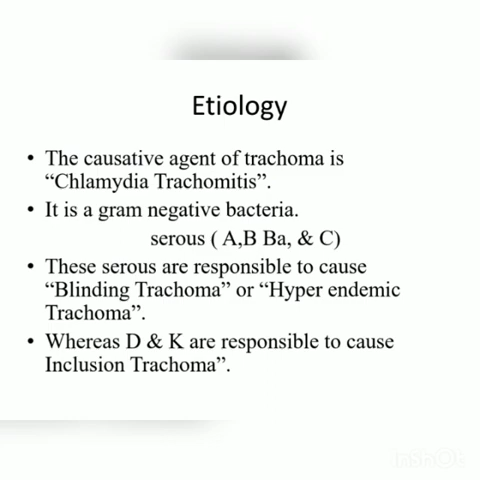 Etiology
• The causative agent of trachoma is
“Chlamydia Trachomitis”.
• It is a gram negative bacteria.
serous ( A,B Ba, & C)
• These serous are responsible to cause
“Blinding Trachoma” or “Hyper endemic
Trachoma”.
• Whereas D & K are responsible to cause
Inclusion Trachoma”.
InShOt